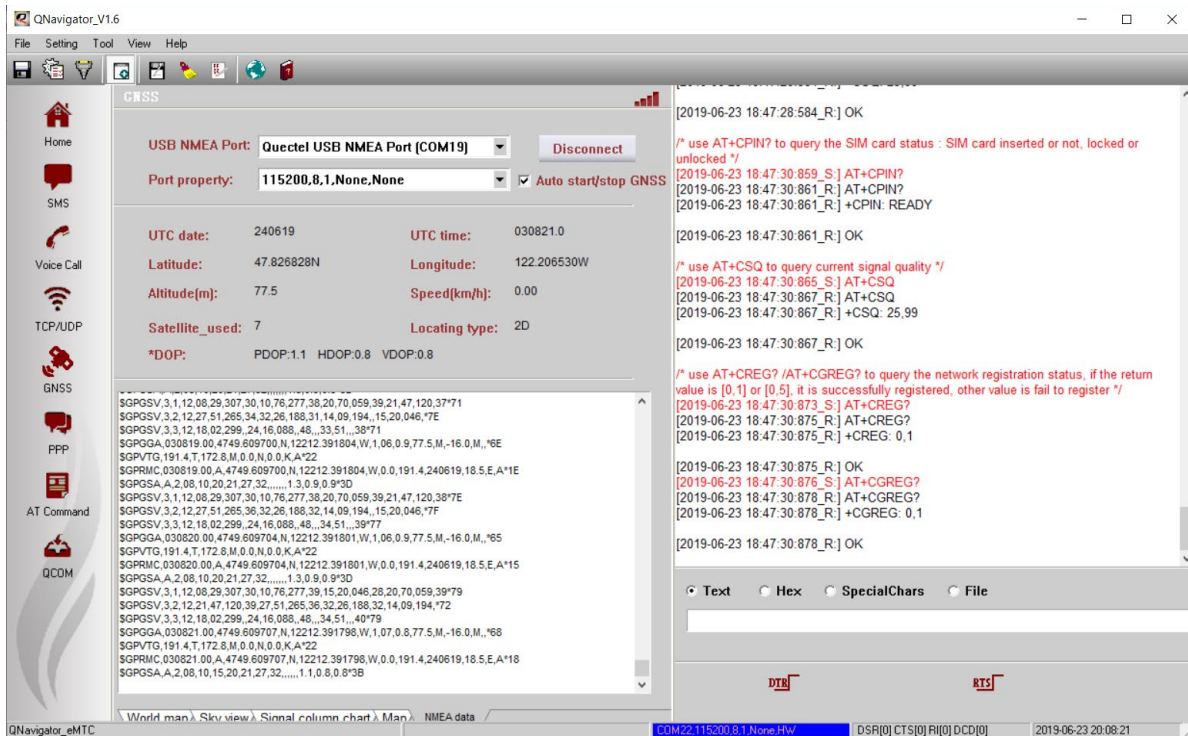 QNavigator_V1.6
File Setting Tool View Help
Home
SMS
Voice Call
TCP/UDP
GNSS
PPP
AT Command
QCOM
GNSS
USB NMEA Port: Quectel USB NMEA Port (COM19) Disconnect
Port property: 115200,8,1,None,None Auto start/stop GNSS
UTC date: 240619 UTC time: 030821.0
Latitude: 47.826828N Longitude: 122.206530W
Altitude(m): 77.5 Speed(km/h): 0.00
Satellite_used: 7 Locating type: 2D
*DOP: PDOP:1.1 HDOP:0.8 VDOP:0.8
$GPGSV,3,1,12,08,29,307,30,10,76,277,38,20,70,059,39,21,47,120,37*71
$GPGSV,3,2,12,27,51,265,34,32,26,188,31,14,09,194,,15,20,046,*7E
$GPGSV,3,3,12,18,02,299,,24,16,088,,48,,,33,51,,,38*71
$GPGGA,030819.00,4749.609700,N,12212.391804,W,1,06,0.9,77.5,M,-16.0,M,,*6E
$GPVTG,191.4,T,172.8,M,0.0,N,0.0,K,A*22
$GPRMC,030819.00,A,4749.609700,N,12212.391804,W,0.0,191.4,240619,18.5,E,A*1E
$GPGSA,A,2,08,10,20,21,27,32,,,,,,,1.3,0.9,0.9*3D
$GPGSV,3,1,12,08,29,307,30,10,76,277,38,20,70,059,39,21,47,120,38*7E
$GPGSV,3,2,12,27,51,265,36,32,26,188,32,14,09,194,,15,20,046,*7F
$GPGSV,3,3,12,18,02,299,,24,16,088,,48,,,34,51,,,39*77
$GPGGA,030820.00,4749.609704,N,12212.391801,W,1,06,0.9,77.5,M,-16.0,M,,*65
$GPVTG,191.4,T,172.8,M,0.0,N,0.0,K,A*22
$GPRMC,030820.00,A,4749.609704,N,12212.391801,W,0.0,191.4,240619,18.5,E,A*15
$GPGSA,A,2,08,10,20,21,27,32,,,,,,,1.3,0.9,0.9*3D
$GPGSV,3,1,12,08,29,307,30,10,76,277,39,15,20,046,28,20,70,059,39*79
$GPGSV,3,2,12,21,47,120,39,27,51,265,36,32,26,188,32,14,09,194,*72
$GPGSV,3,3,12,18,02,299,,24,16,088,,48,,,34,51,,,40*79
$GPGGA,030821.00,4749.609707,N,12212.391798,W,1,07,0.8,77.5,M,-16.0,M,,*68
$GPVTG,191.4,T,172.8,M,0.0,N,0.0,K,A*22
$GPRMC,030821.00,A,4749.609707,N,12212.391798,W,0.0,191.4,240619,18.5,E,A*18
$GPGSA,A,2,08,10,15,20,21,27,32,,,,,,1.1,0.8,0.8*3B
World map Sky view Signal column chart Map NMEA data
[2019-06-23 18:47:28:584_R:] OK
/* use AT+CPIN? to query the SIM card status : SIM card inserted or not, locked or
unlocked */
[2019-06-23 18:47:30:859_S:] AT+CPIN?
[2019-06-23 18:47:30:861_R:] AT+CPIN?
[2019-06-23 18:47:30:861_R:] +CPIN: READY
[2019-06-23 18:47:30:861_R:] OK
/* use AT+CSQ to query current signal quality */
[2019-06-23 18:47:30:865_S:] AT+CSQ
[2019-06-23 18:47:30:867_R:] AT+CSQ
[2019-06-23 18:47:30:867_R:] +CSQ: 25,99
[2019-06-23 18:47:30:867_R:] OK
/* use AT+CREG? /AT+CGREG? to query the network registration status, if the return
value is [0,1] or [0,5], it is successfully registered, other value is fail to register */
[2019-06-23 18:47:30:873_S:] AT+CREG?
[2019-06-23 18:47:30:875_R:] AT+CREG?
[2019-06-23 18:47:30:875_R:] +CREG: 0,1
[2019-06-23 18:47:30:875_R:] OK
[2019-06-23 18:47:30:876_S:] AT+CGREG?
[2019-06-23 18:47:30:878_R:] AT+CGREG?
[2019-06-23 18:47:30:878_R:] +CGREG: 0,1
[2019-06-23 18:47:30:878_R:] OK
Text Hex SpecialChars File
DTR RTS
QNavigator_eMTC COM22,115200,8,1,None,HW DSR[0] CTS[0] RI[0] DCD[0] 2019-06-23 20:08:21